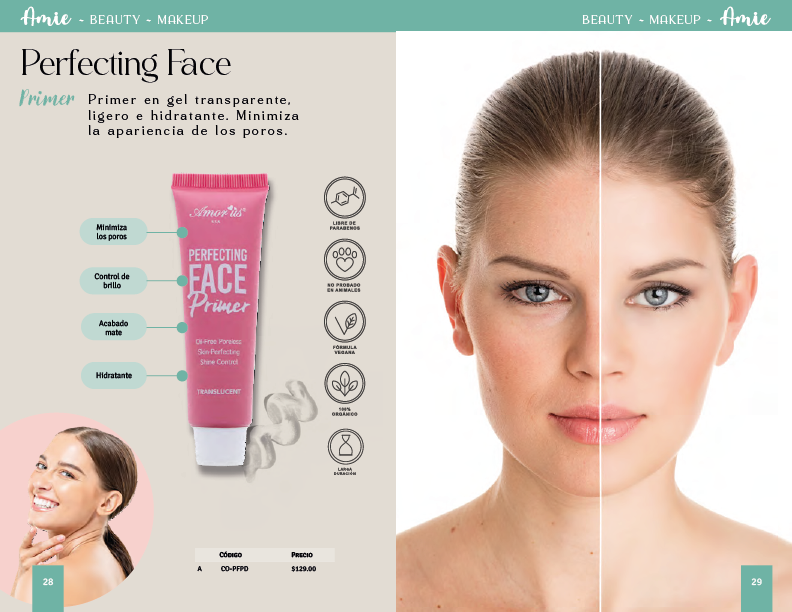 Amie ~ BEAUTY ~ MAKEUP
BEAUTY ~ MAKEUP ~ Amie
Perfecting Face
Primer
Primer en gel transparente,
ligero e hidratante. Minimiza
la apariencia de los poros.
Minimiza
los poros
Control de
brillo
Acabado
mate
Hidratante
Amor us
PERFECTING
FACE
Primer
Oil-Free Poreless
Skin-Perfecting
Shine Control
TRANSLUCENT
LIBRE DE
PARABENOS
NO PROBADO
EN ANIMALES
FÓRMULA
VEGANA
100%
ORGÁNICO
LARGA
DURACIÓN
CÓDIGO PRECIO
A CO-PFPD $129.00
28
29